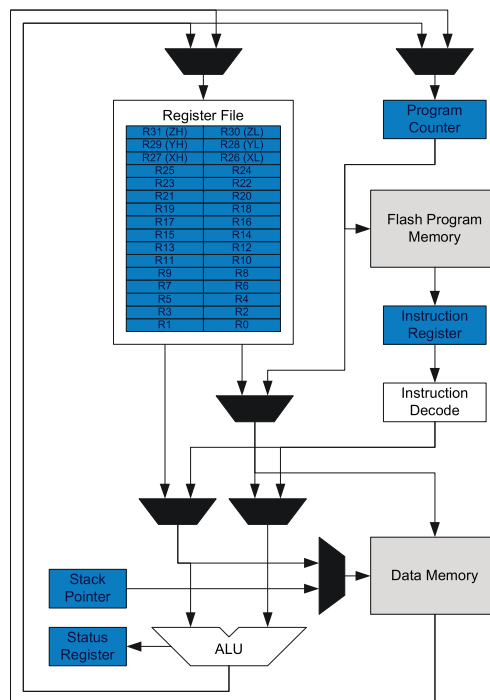 Register File
R31 (ZH) R30 (ZL)
R29 (YH) R28 (YL)
R27 (XH) R26 (XL)
R25 R24
R23 R22
R21 R20
R19 R18
R17 R16
R15 R14
R13 R12
R11 R10
R9 R8
R7 R6
R5 R4
R3 R2
R1 R0
Program
Counter
Flash Program
Memory
Instruction
Register
Instruction
Decode
Data Memory
Stack
Pointer
Status
Register
ALU